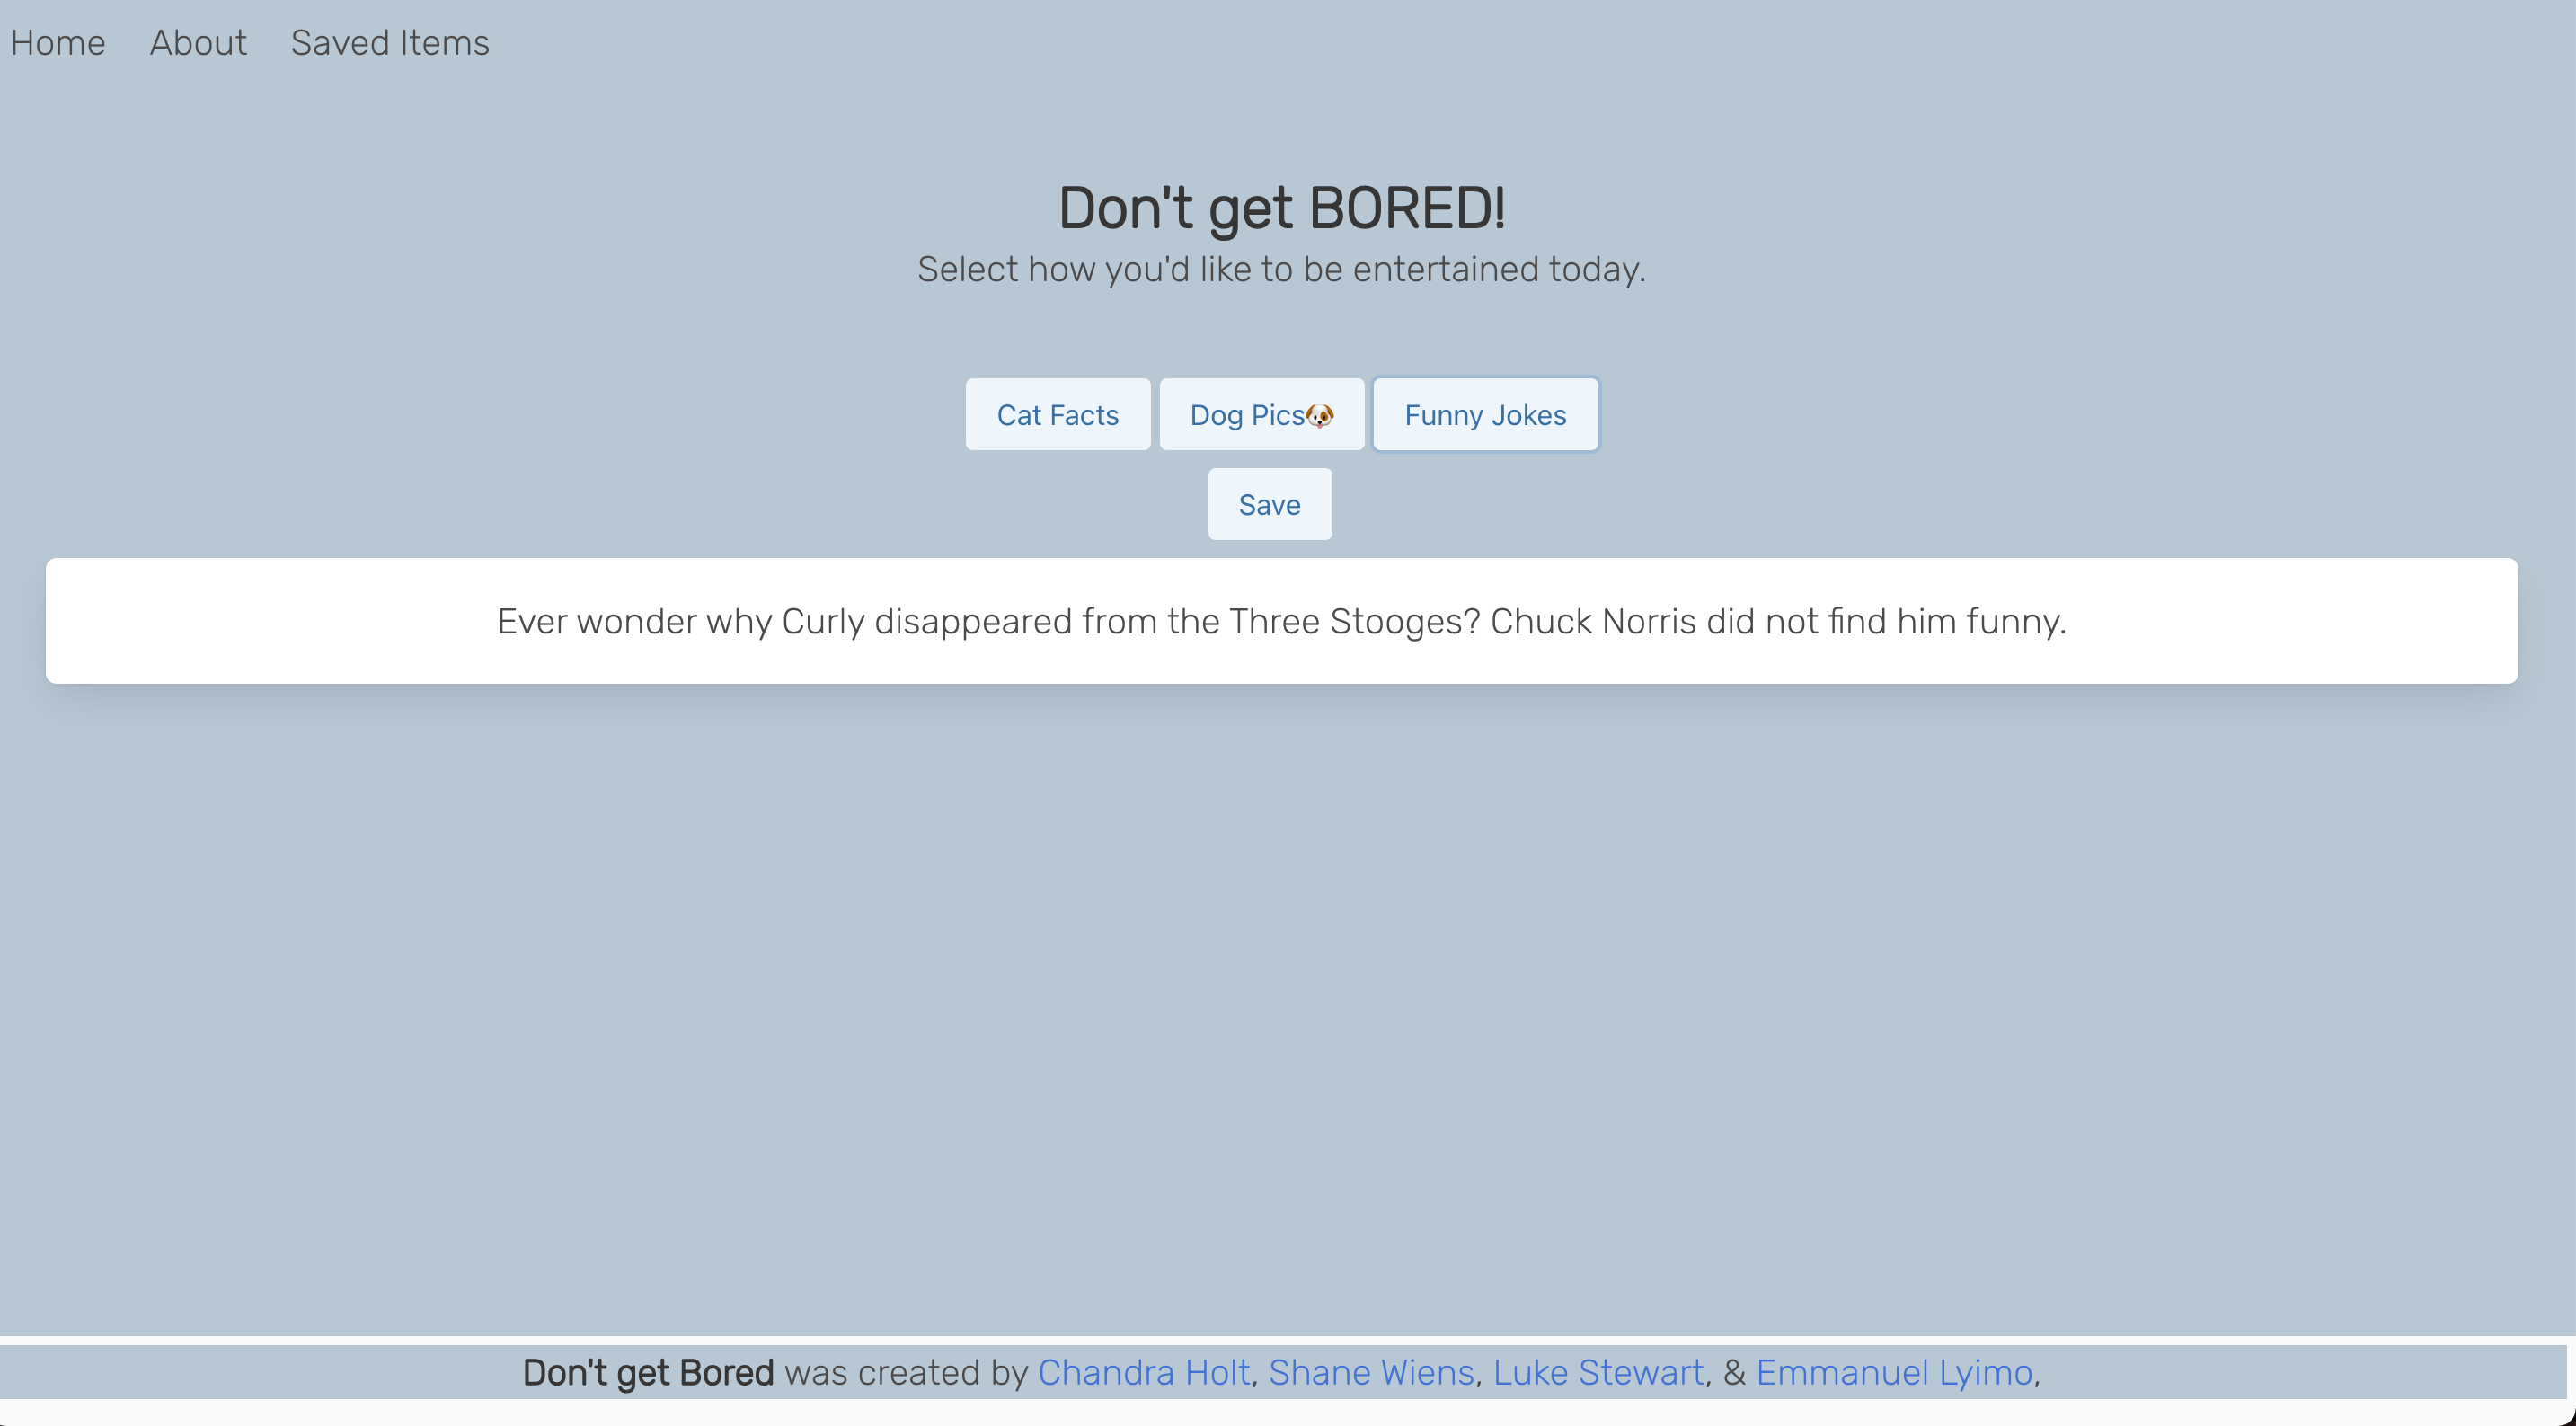 Home About Saved Items
Don't get BORED!
Select how you'd like to be entertained today.
Cat Facts Dog Pics🐶 Funny Jokes
Save
Ever wonder why Curly disappeared from the Three Stooges? Chuck Norris did not find him funny.
Don't get Bored was created by Chandra Holt, Shane Wiens, Luke Stewart, & Emmanuel Lyimo,